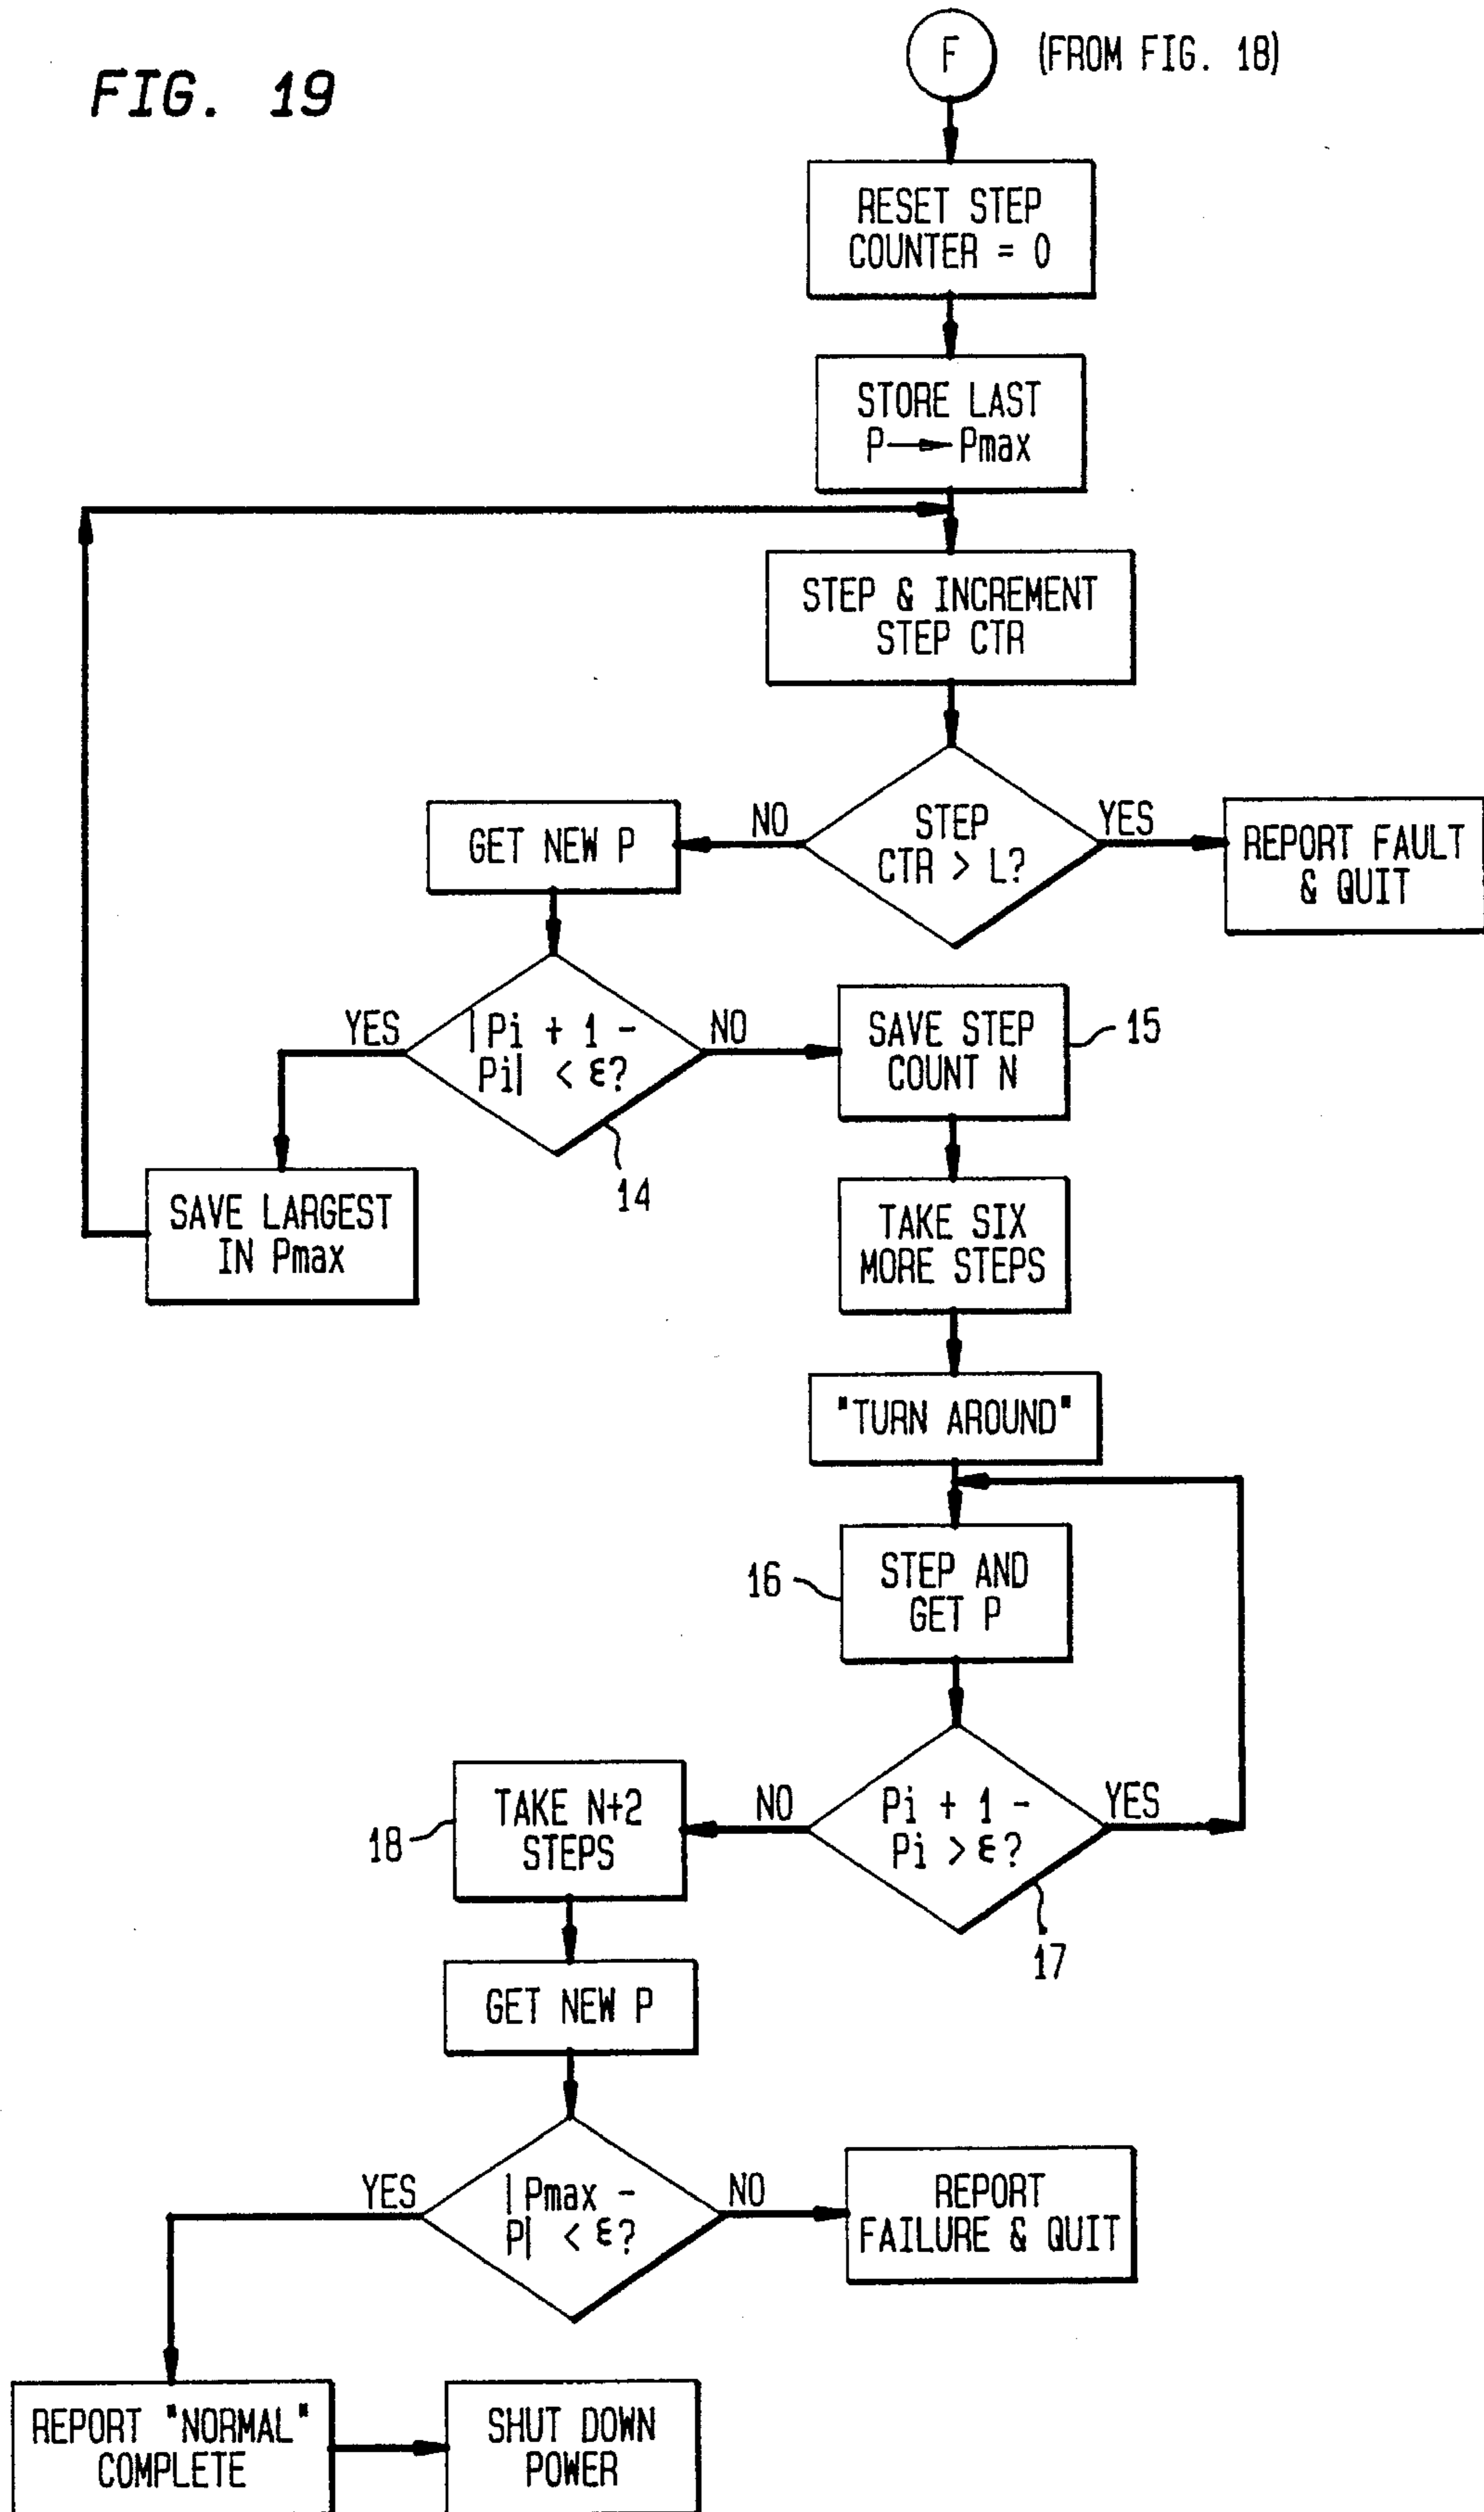 FIG. 19
F
(FROM FIG. 18)
RESET STEP
COUNTER = 0
STORE LAST
P → Pmax
STEP & INCREMENT
STEP CTR
STEP
CTR > L?
NO
YES
GET NEW P
REPORT FAULT
& QUIT
|Pi + 1 -
Pi| < ε?
YES
NO
14
SAVE STEP
COUNT N
15
SAVE LARGEST
IN Pmax
TAKE SIX
MORE STEPS
"TURN AROUND"
STEP AND
GET P
16
Pi + 1 -
Pi > ε?
NO
YES
17
TAKE N+2
STEPS
18
GET NEW P
|Pmax -
P| < ε?
YES
NO
REPORT
FAILURE & QUIT
REPORT "NORMAL"
COMPLETE
SHUT DOWN
POWER